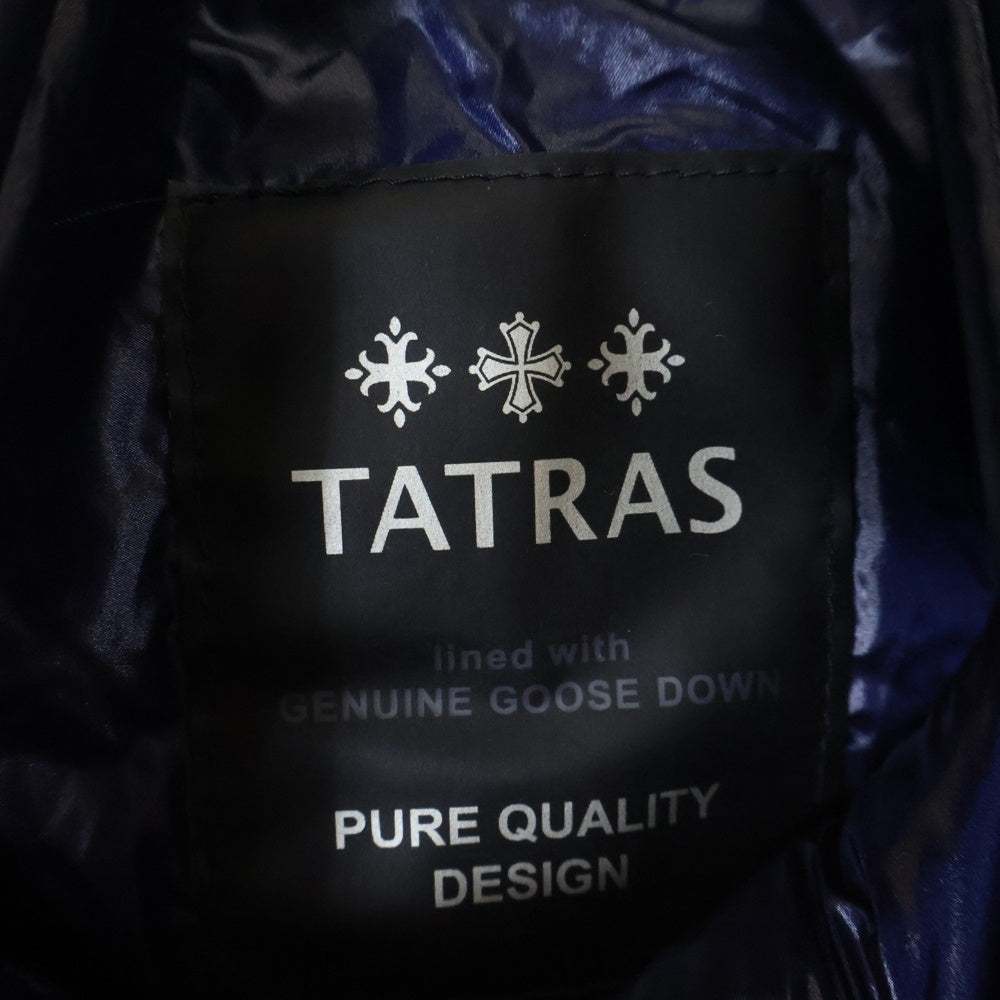 TATRAS
lined with
GENUINE GOOSE DOWN
PURE QUALITY
DESIGN